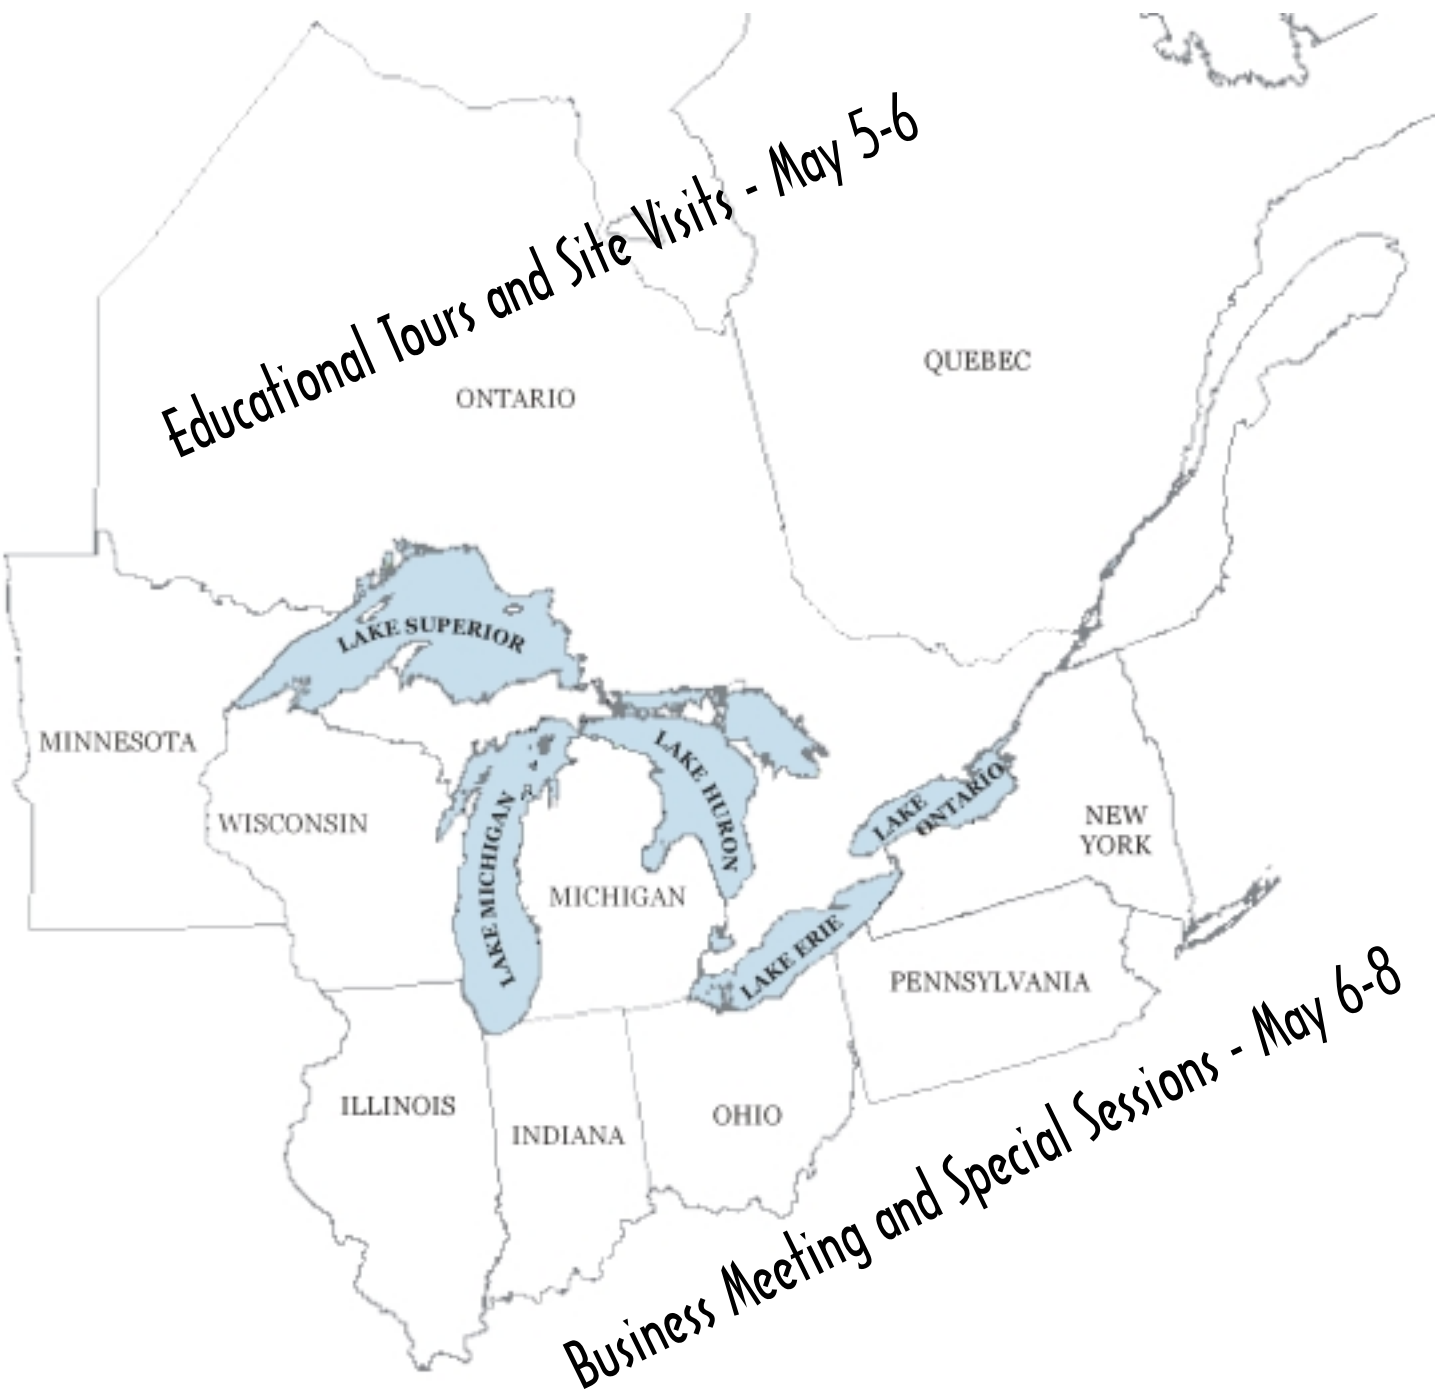 Educational Tours and Site Visits - May 5-6
QUEBEC
ONTARIO
LAKE SUPERIOR
MINNESOTA
LAKE HURON
LAKE
ONTARIO
WISCONSIN
NEW
YORK
LAKE MICHIGAN
MICHIGAN
LAKE ERIE
PENNSYLVANIA
ILLINOIS
INDIANA
OHIO
Business Meeting and Special Sessions - May 6-8